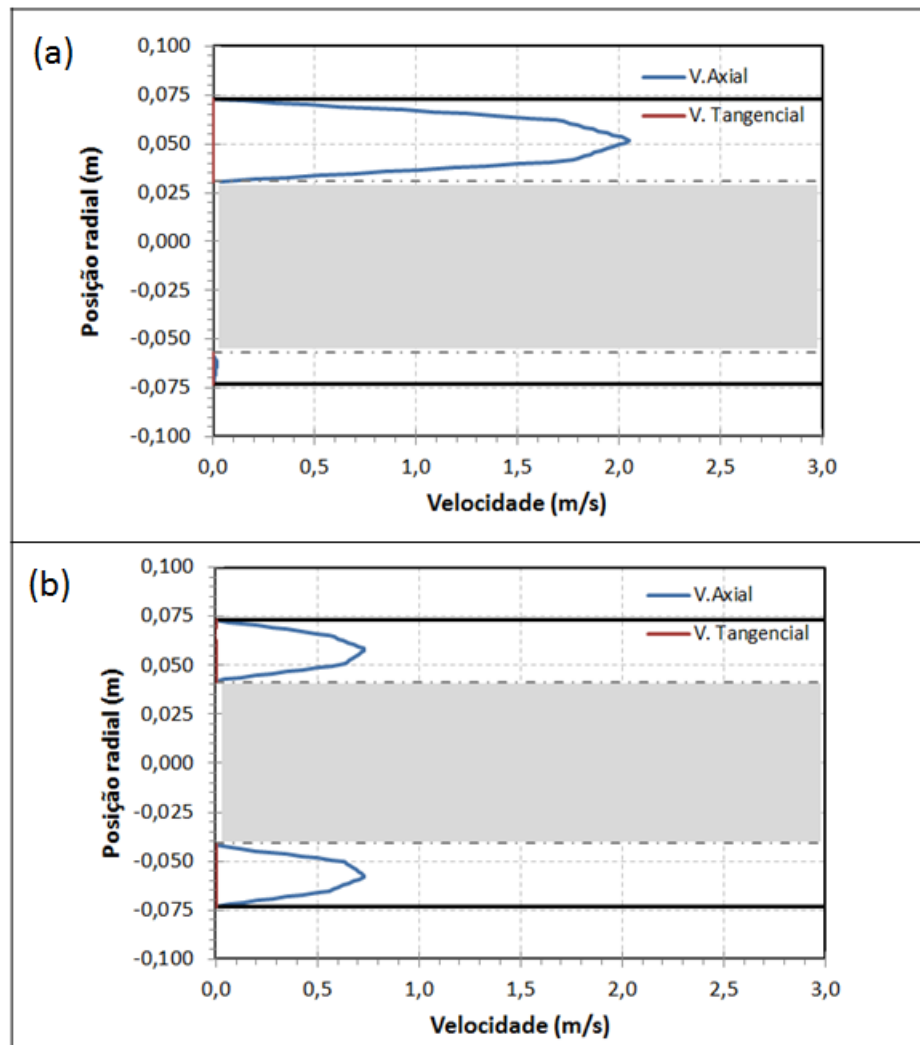 (a)
0,100
0,075
0,050
0,025
0,000
-0,025
-0,050
-0,075
-0,100
Posição radial (m)
V.Axial
V. Tangencial
0,0 0,5 1,0 1,5 2,0 2,5 3,0
Velocidade (m/s)
(b)
0,100
0,075
0,050
0,025
0,000
-0,025
-0,050
-0,075
-0,100
Posição radial (m)
V.Axial
V. Tangencial
0,0 0,5 1,0 1,5 2,0 2,5 3,0
Velocidade (m/s)